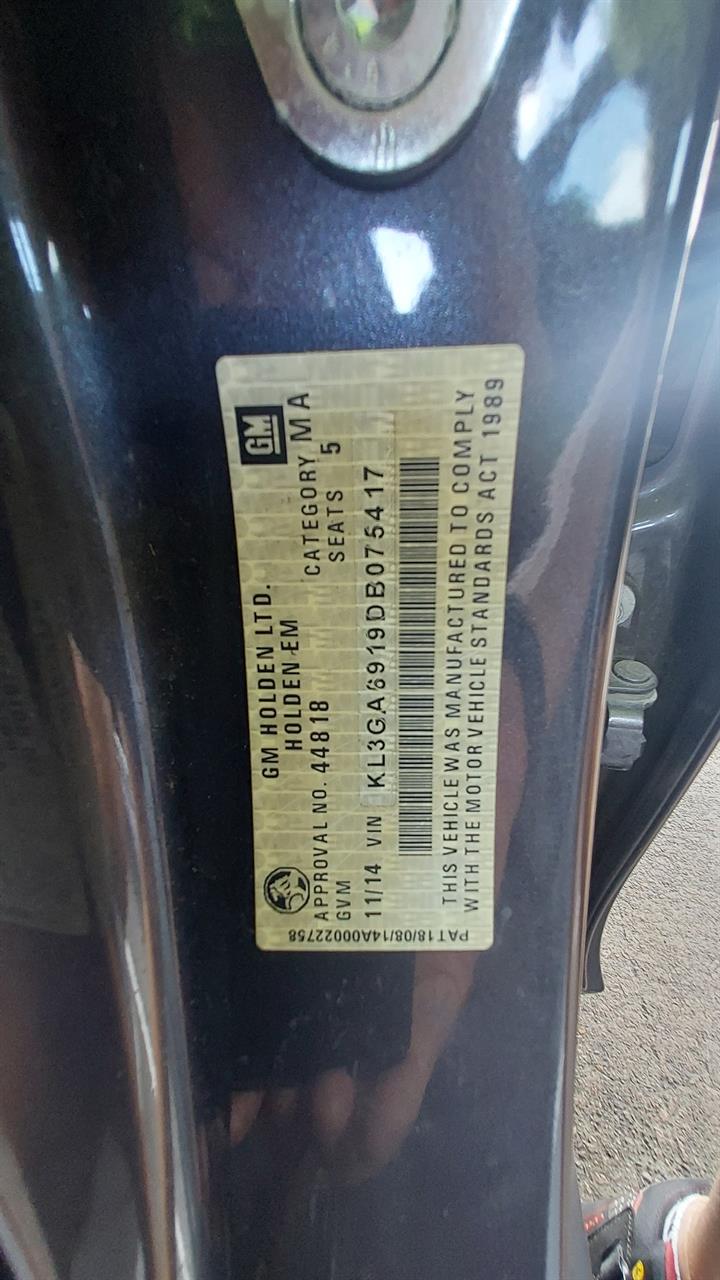 GM HOLDEN LTD.
GM
HOLDEN EM
APPROVAL NO. 44818 CATEGORY MA
GVM SEATS 5
11/14 VIN KL3GA6919DB075417
THIS VEHICLE WAS MANUFACTURED TO COMPLY
WITH THE MOTOR VEHICLE STANDARDS ACT 1989
PAT18/08/14A00022758